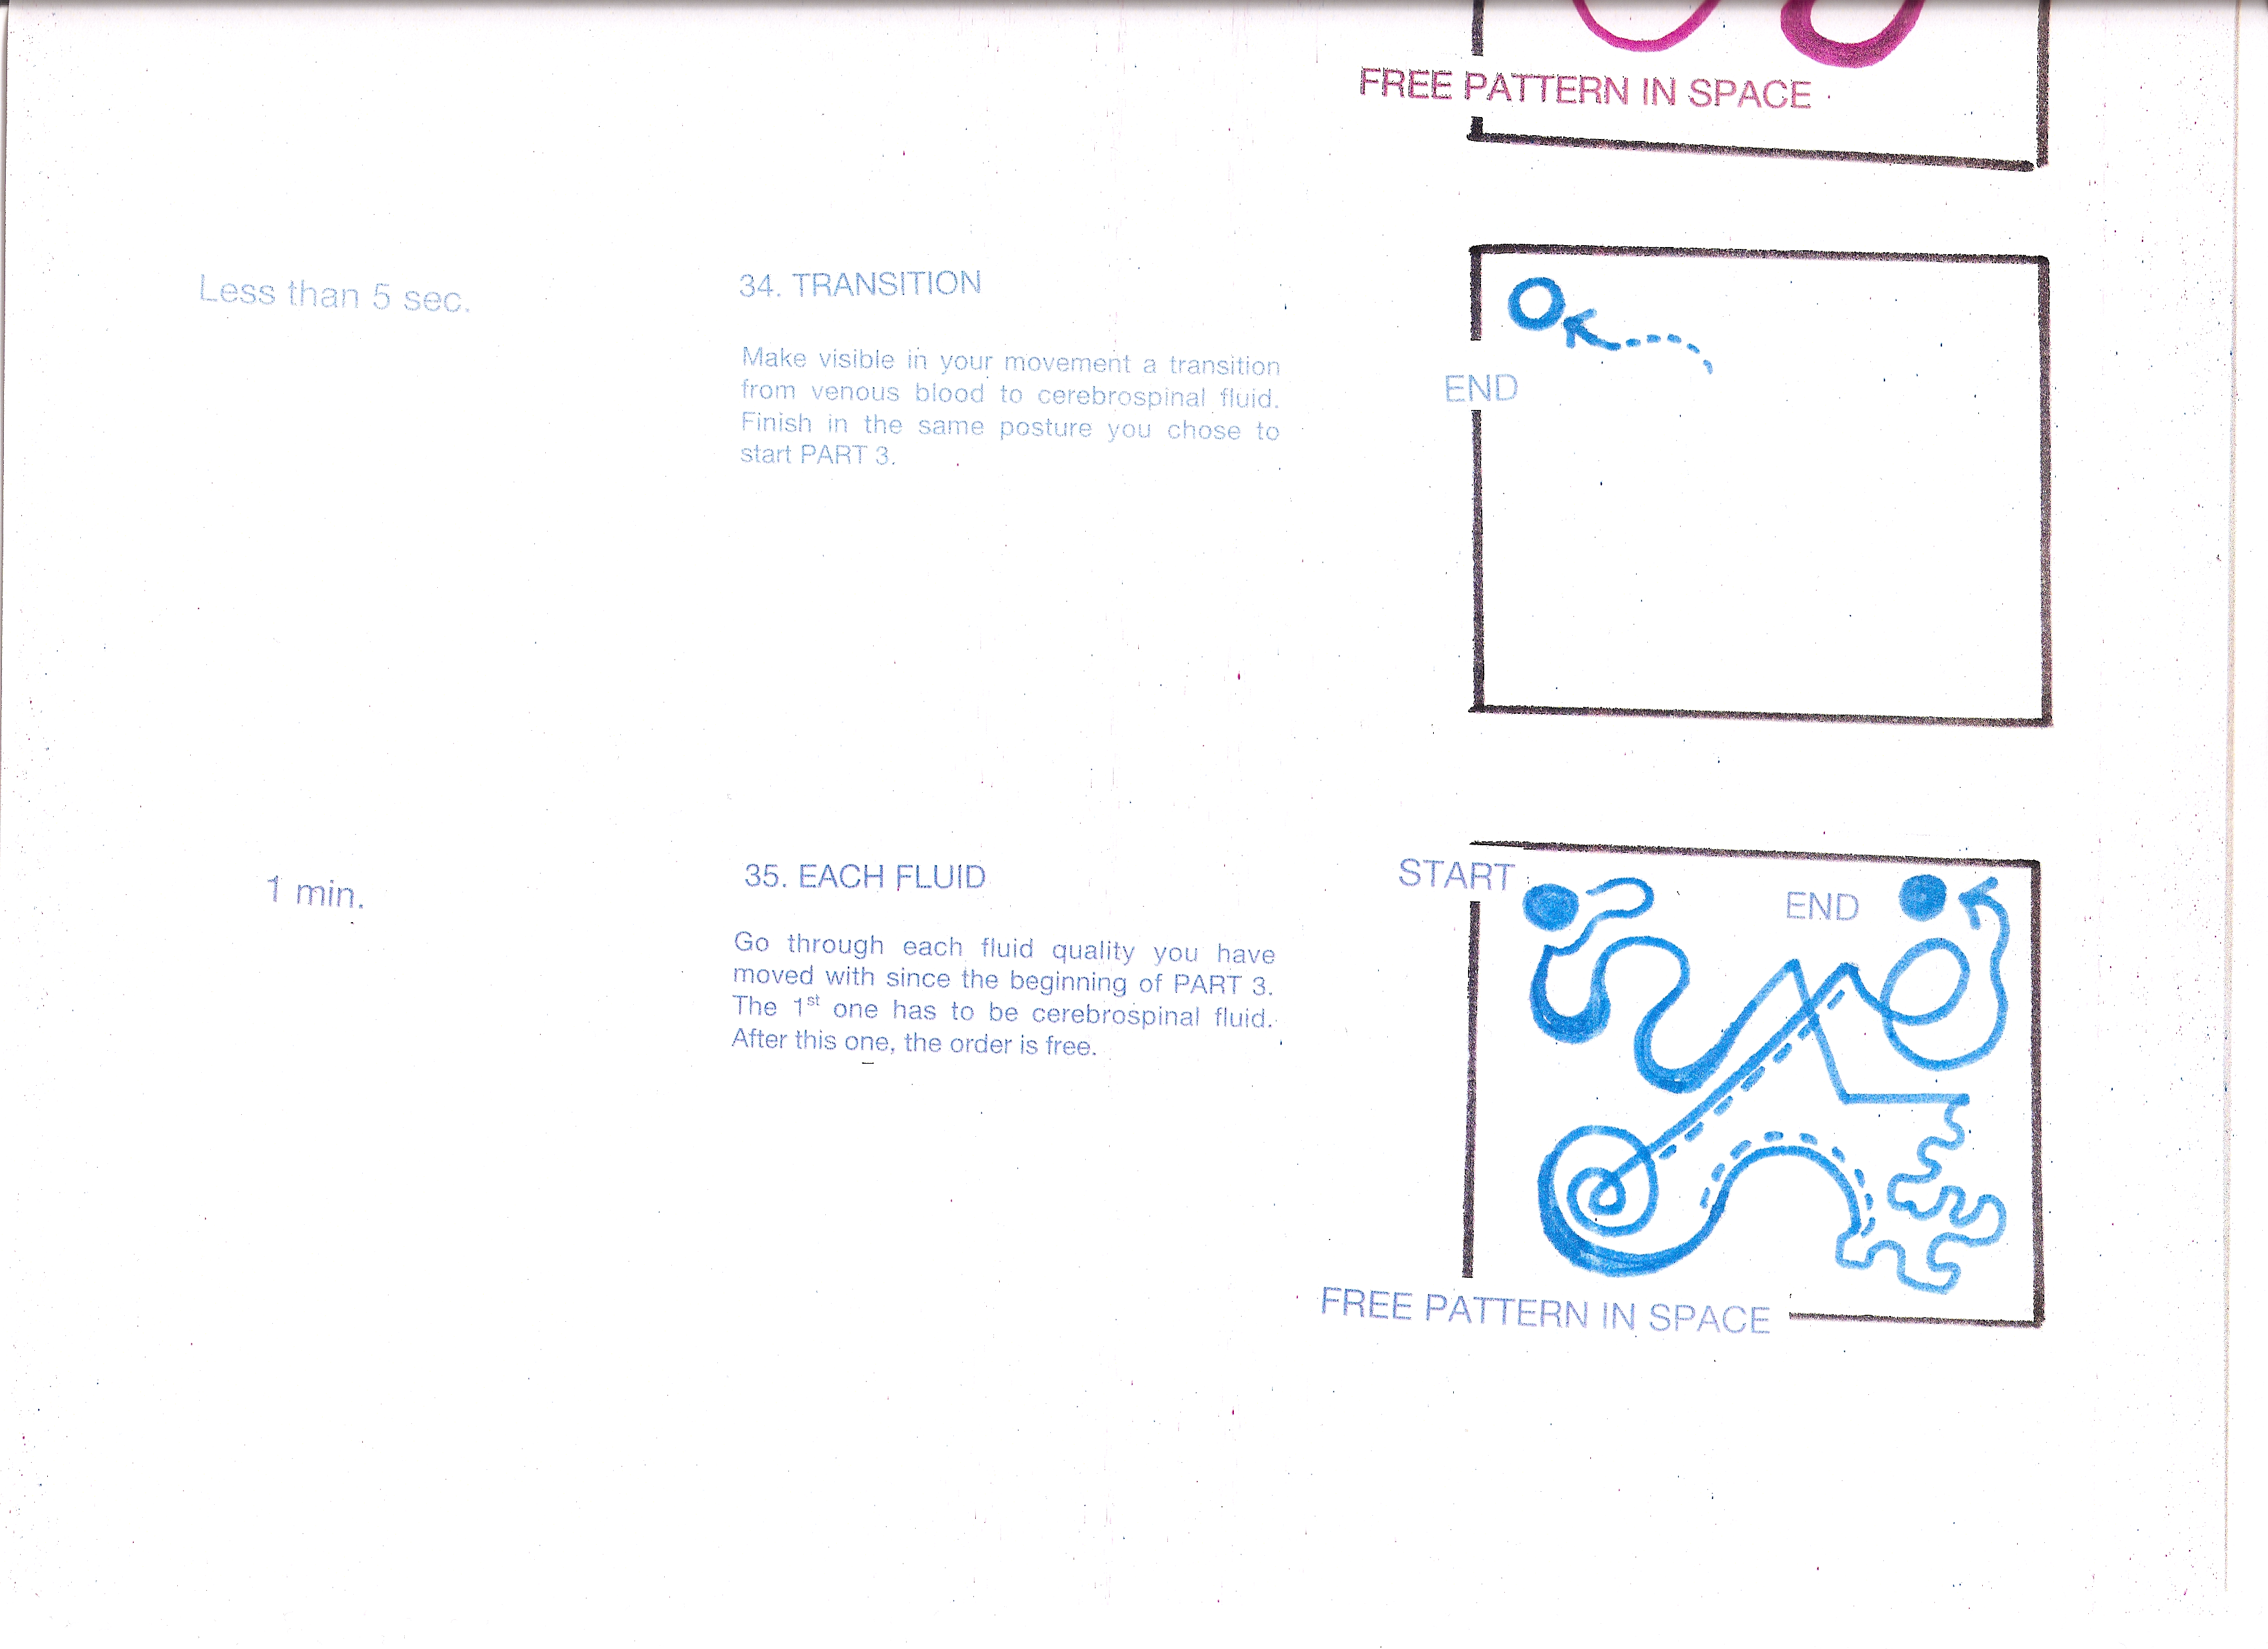 FREE PATTERN IN SPACE
Less than 5 sec.
34. TRANSITION
Make visible in your movement a transition
from venous blood to cerebrospinal fluid.
Finish in the same posture you chose to
start PART 3.
END
1 min.
35. EACH FLUID
Go through each fluid quality you have
moved with since the beginning of PART 3.
The 1st one has to be cerebrospinal fluid.
After this one, the order is free.
START
END
FREE PATTERN IN SPACE